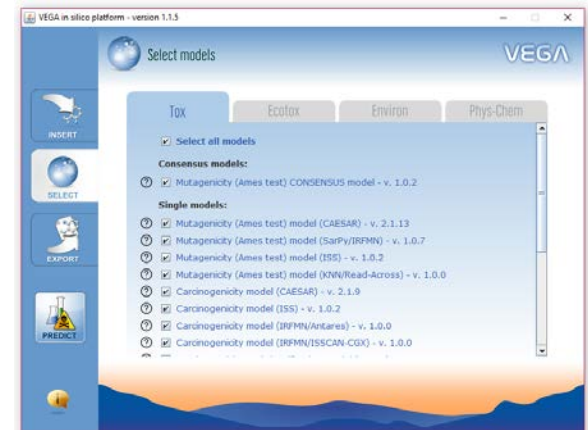 VEGA in silico platform - version 1.1.5
Select models
VEGA
INSERT
SELECT
EXPORT
PREDICT
Tox
Ecotox
Environ
Phys-Chem
Select all models
Consensus models:
Mutagenicity (Ames test) CONSENSUS model - v. 1.0.2
Single models:
Mutagenicity (Ames test) model (CAESAR) - v. 2.1.13
Mutagenicity (Ames test) model (SarPy/IRFMN) - v. 1.0.7
Mutagenicity (Ames test) model (ISS) - v. 1.0.2
Mutagenicity (Ames test) model (KNN/Read-Across) - v. 1.0.0
Carcinogenicity model (CAESAR) - v. 2.1.9
Carcinogenicity model (ISS) - v. 1.0.2
Carcinogenicity model (IRFMN/Antares) - v. 1.0.0
Carcinogenicity model (IRFMN/ISSCAN-CGX) - v. 1.0.0